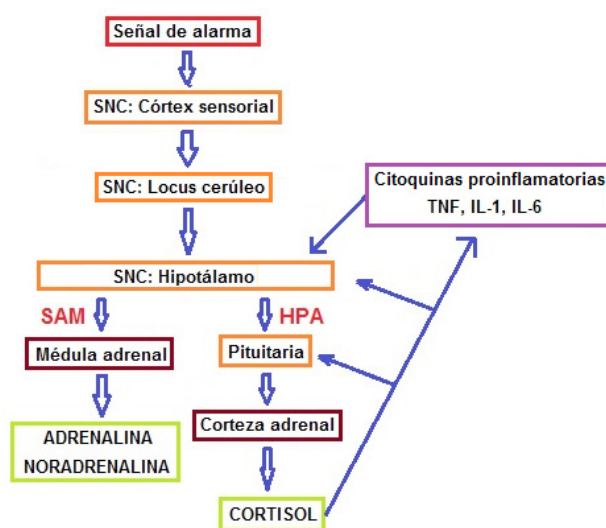 Señal de alarma
SNC: Córtex sensorial
SNC: Locus cerúleo
Citoquinas proinflamatorias
TNF, IL-1, IL-6
SNC: Hipotálamo
SAM
HPA
Médula adrenal
Pituitaria
ADRENALINA
NORADRENALINA
Corteza adrenal
CORTISOL